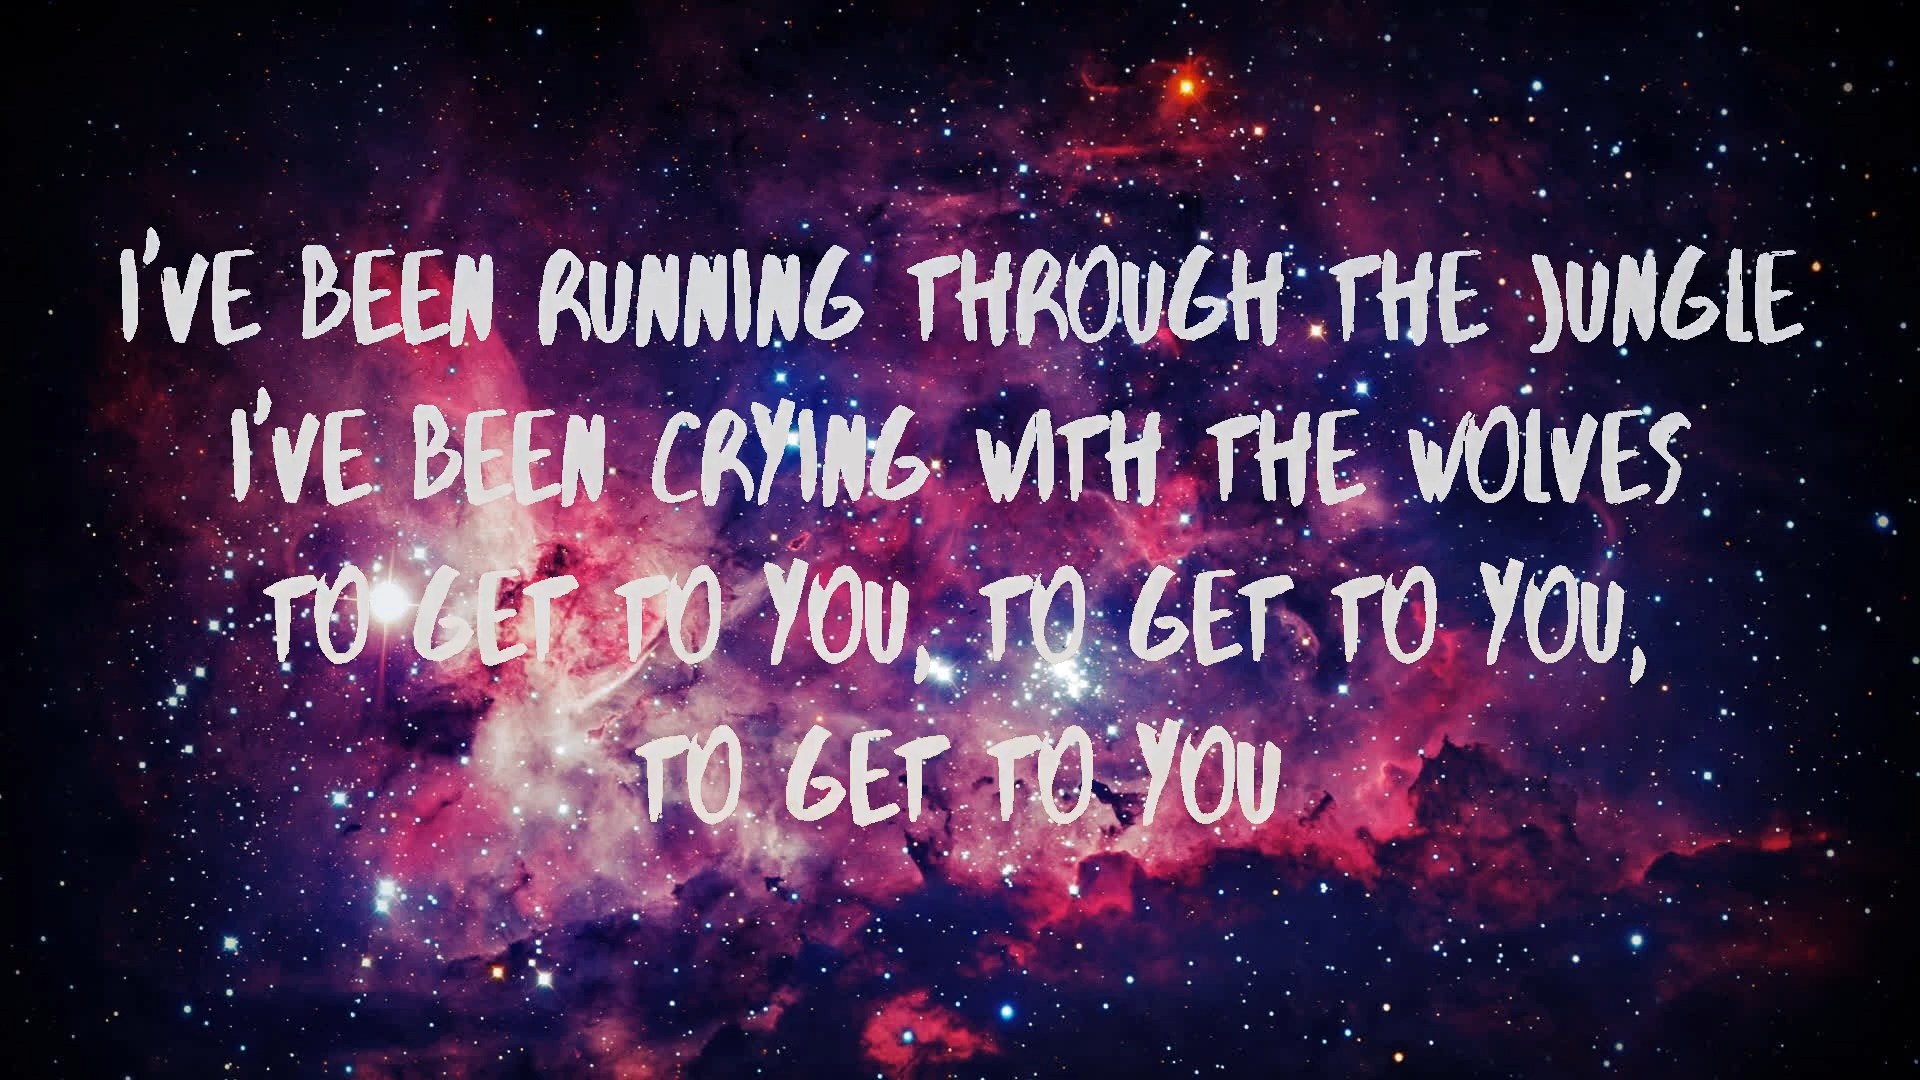 I'VE BEEN RUNNING THROUGH THE JUNGLE
I'VE BEEN CRYING WITH THE WOLVES
TO GET TO YOU, TO GET TO YOU,
TO GET TO YOU